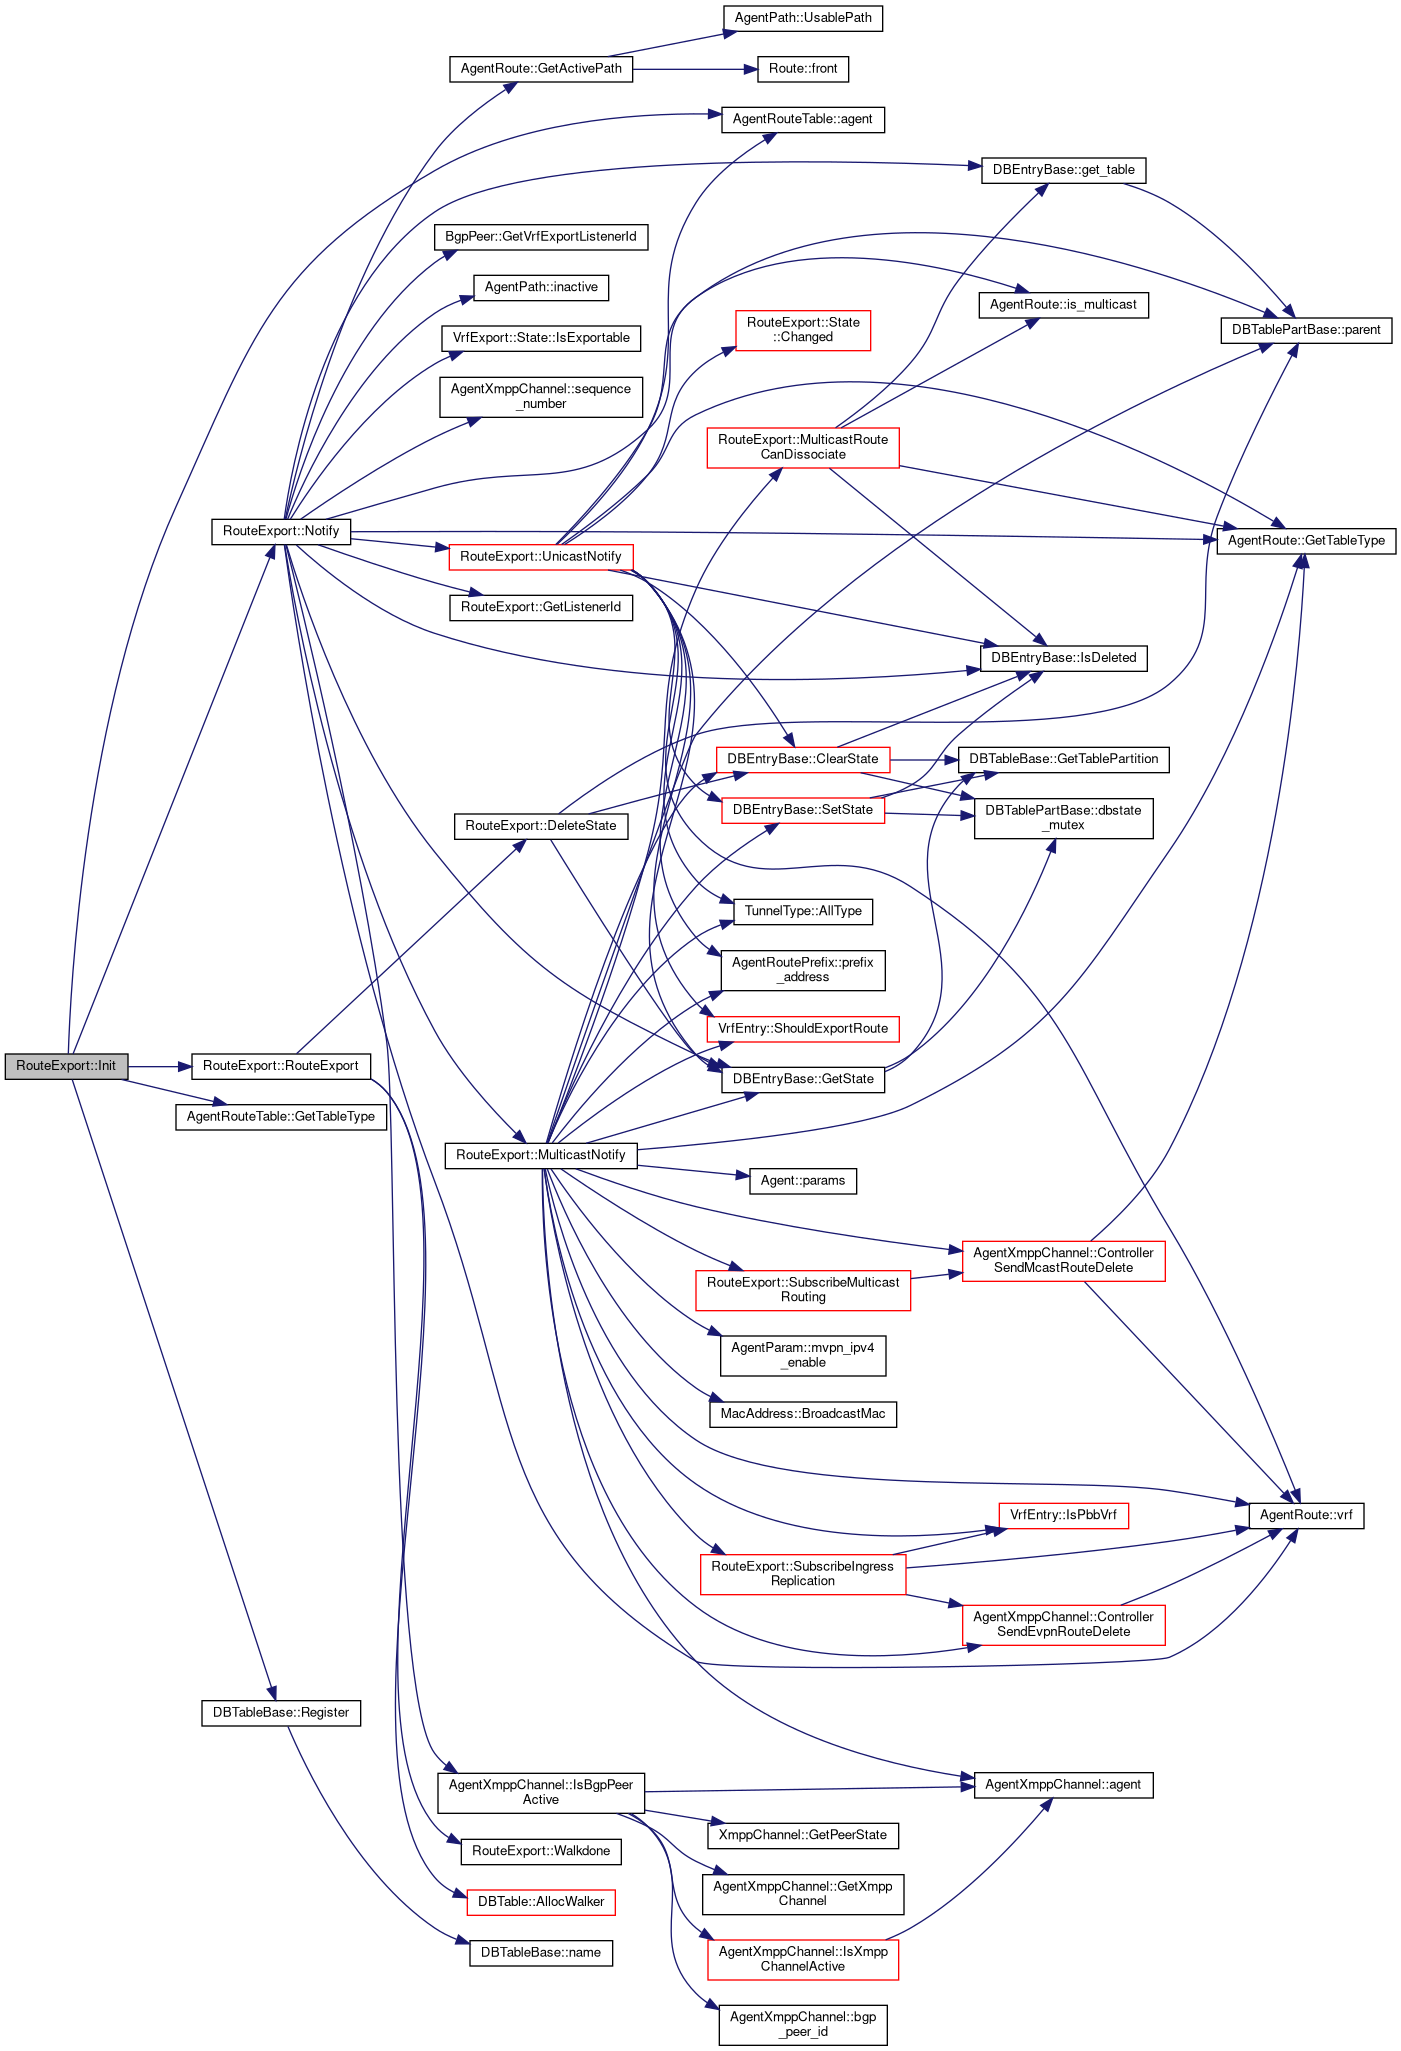 AgentPath::UsablePath
AgentRoute::GetActivePath
Route::front
AgentRouteTable::agent
DBEntryBase::get_table
BgpPeer::GetVrfExportListenerId
AgentPath::inactive
AgentRoute::is_multicast
VrfExport::State::IsExportable
RouteExport::State
::Changed
DBTablePartBase::parent
AgentXmppChannel::sequence
_number
RouteExport::MulticastRoute
CanDissociate
RouteExport::Notify
RouteExport::UnicastNotify
AgentRoute::GetTableType
RouteExport::GetListenerId
DBEntryBase::IsDeleted
DBEntryBase::ClearState
DBTableBase::GetTablePartition
DBEntryBase::SetState
DBTablePartBase::dbstate
_mutex
RouteExport::DeleteState
TunnelType::AllType
AgentRoutePrefix::prefix
_address
VrfEntry::ShouldExportRoute
RouteExport::Init
RouteExport::RouteExport
DBEntryBase::GetState
AgentRouteTable::GetTableType
RouteExport::MulticastNotify
Agent::params
AgentXmppChannel::Controller
SendMcastRouteDelete
RouteExport::SubscribeMulticast
Routing
AgentParam::mvpn_ipv4
_enable
MacAddress::BroadcastMac
VrfEntry::IsPbbVrf
AgentRoute::vrf
RouteExport::SubscribeIngress
Replication
AgentXmppChannel::Controller
SendEvpnRouteDelete
DBTableBase::Register
AgentXmppChannel::IsBgpPeer
Active
AgentXmppChannel::agent
XmppChannel::GetPeerState
RouteExport::Walkdone
AgentXmppChannel::GetXmpp
Channel
DBTable::AllocWalker
DBTableBase::name
AgentXmppChannel::IsXmpp
ChannelActive
AgentXmppChannel::bgp
_peer_id